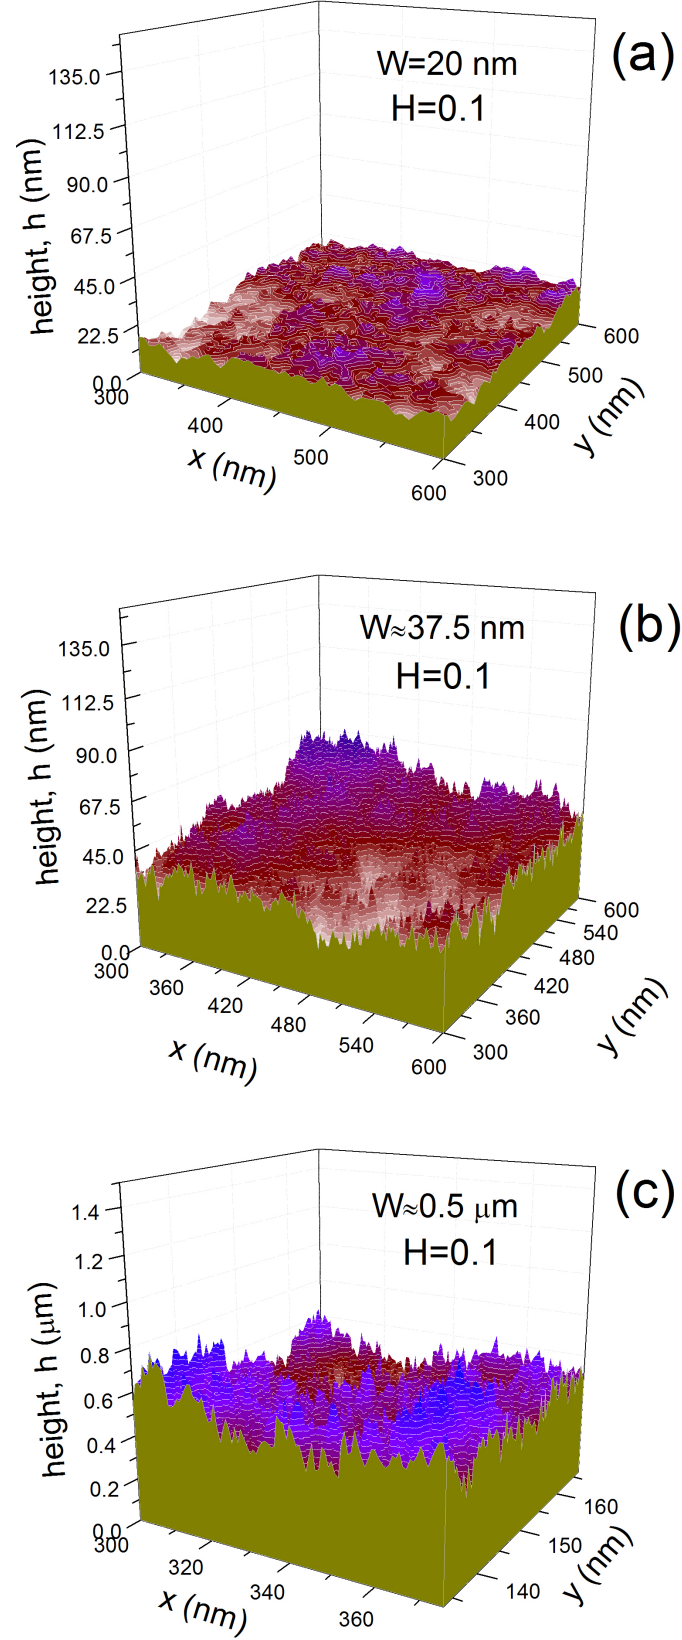 (a)
W=20 nm
H=0.1
135.0
112.5
90.0
67.5
45.0
22.5
0.0
height, h (nm)
300
400
500
600
x (nm)
300
400
500
600
y (nm)
(b)
W≈37.5 nm
H=0.1
135.0
112.5
90.0
67.5
45.0
22.5
0.0
height, h (nm)
300
360
420
480
540
600
x (nm)
300
360
420
480
540
600
y (nm)
(c)
W≈0.5 μm
H=0.1
1.4
1.2
1.0
0.8
0.6
0.4
0.2
0.0
height, h (μm)
300
320
340
360
x (nm)
140
150
160
y (nm)